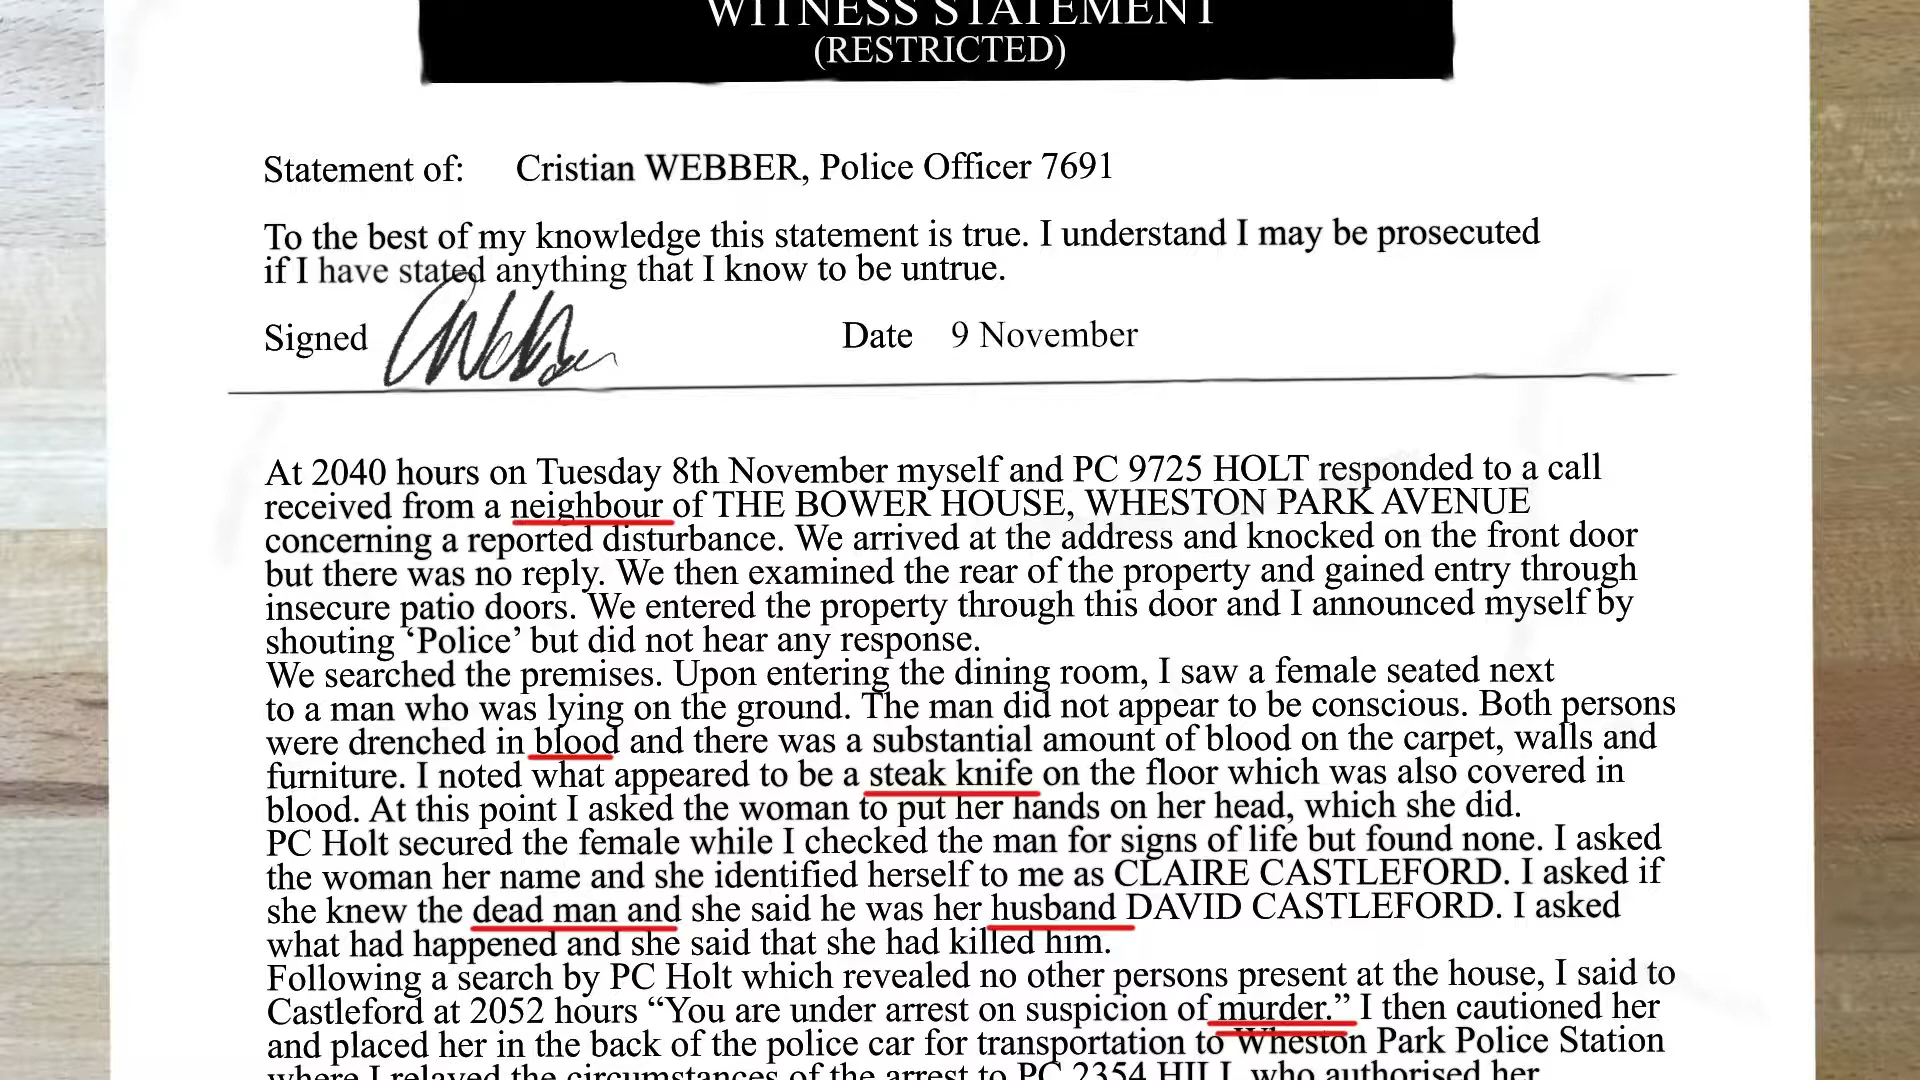 WITNESS STATEMENT
(RESTRICTED)
Statement of: Cristian WEBBER, Police Officer 7691
To the best of my knowledge this statement is true. I understand I may be prosecuted
if I have stated anything that I know to be untrue.
Signed CWebber Date 9 November
At 2040 hours on Tuesday 8th November myself and PC 9725 HOLT responded to a call
received from a neighbour of THE BOWER HOUSE, WHESTON PARK AVENUE
concerning a reported disturbance. We arrived at the address and knocked on the front door
but there was no reply. We then examined the rear of the property and gained entry through
insecure patio doors. We entered the property through this door and I announced myself by
shouting ‘Police’ but did not hear any response.
We searched the premises. Upon entering the dining room, I saw a female seated next
to a man who was lying on the ground. The man did not appear to be conscious. Both persons
were drenched in blood and there was a substantial amount of blood on the carpet, walls and
furniture. I noted what appeared to be a steak knife on the floor which was also covered in
blood. At this point I asked the woman to put her hands on her head, which she did.
PC Holt secured the female while I checked the man for signs of life but found none. I asked
the woman her name and she identified herself to me as CLAIRE CASTLEFORD. I asked if
she knew the dead man and she said he was her husband DAVID CASTLEFORD. I asked
what had happened and she said that she had killed him.
Following a search by PC Holt which revealed no other persons present at the house, I said to
Castleford at 2052 hours “You are under arrest on suspicion of murder.” I then cautioned her
and placed her in the back of the police car for transportation to Wheston Park Police Station
where I relayed the circumstances of the arrest to PC 2354 HILL who authorised her